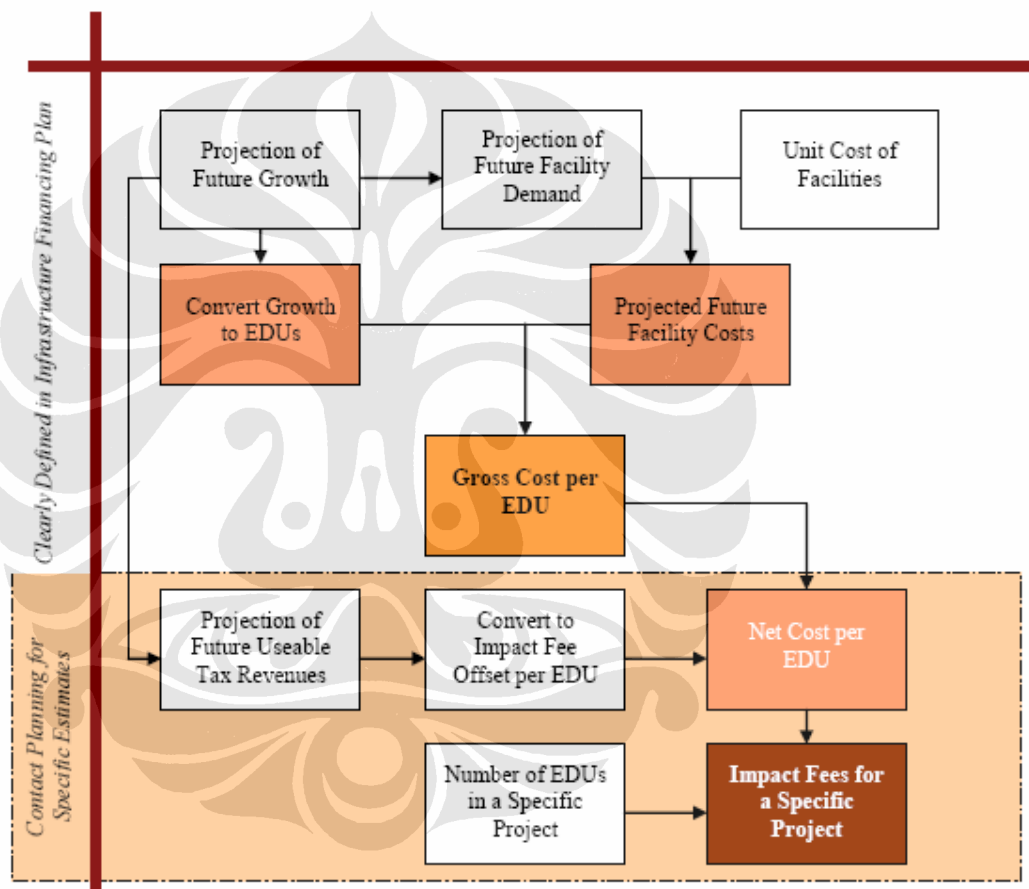 Clearly Defined in Infrastructure Financing Plan
Projection of
Future Growth
Projection of
Future Facility
Demand
Unit Cost of
Facilities
Convert Growth
to EDUs
Projected Future
Facility Costs
Gross Cost per
EDU
Contact Planning for
Specific Estimates
Projection of
Future Useable
Tax Revenues
Convert to
Impact Fee
Offset per EDU
Net Cost per
EDU
Number of EDUs
in a Specific
Project
Impact Fees for
a Specific
Project